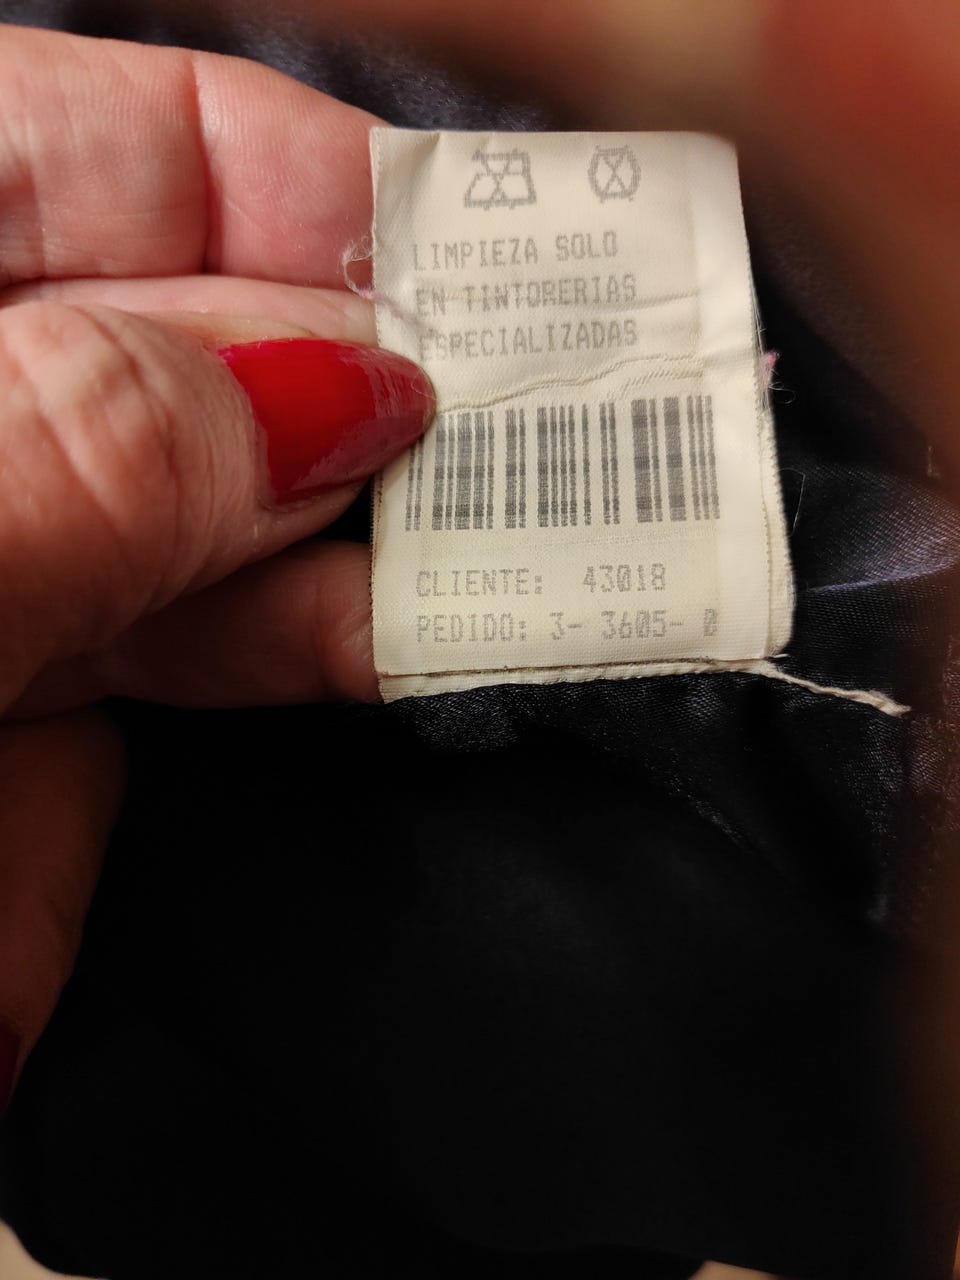 LIMPIEZA SOLO
EN TINTORERIAS
ESPECIALIZADAS
CLIENTE: 43018
PEDIDO: 3- 3605- 0